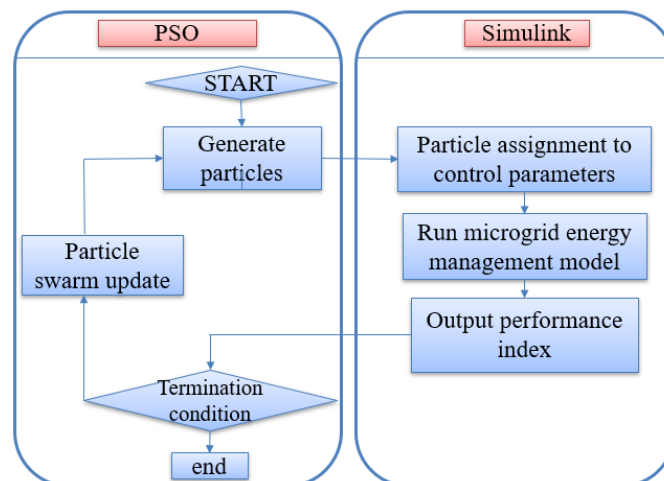 PSO
Simulink
START
Generate
particles
Particle assignment to
control parameters
Particle
swarm update
Run microgrid energy
management model
Output performance
index
Termination
condition
end